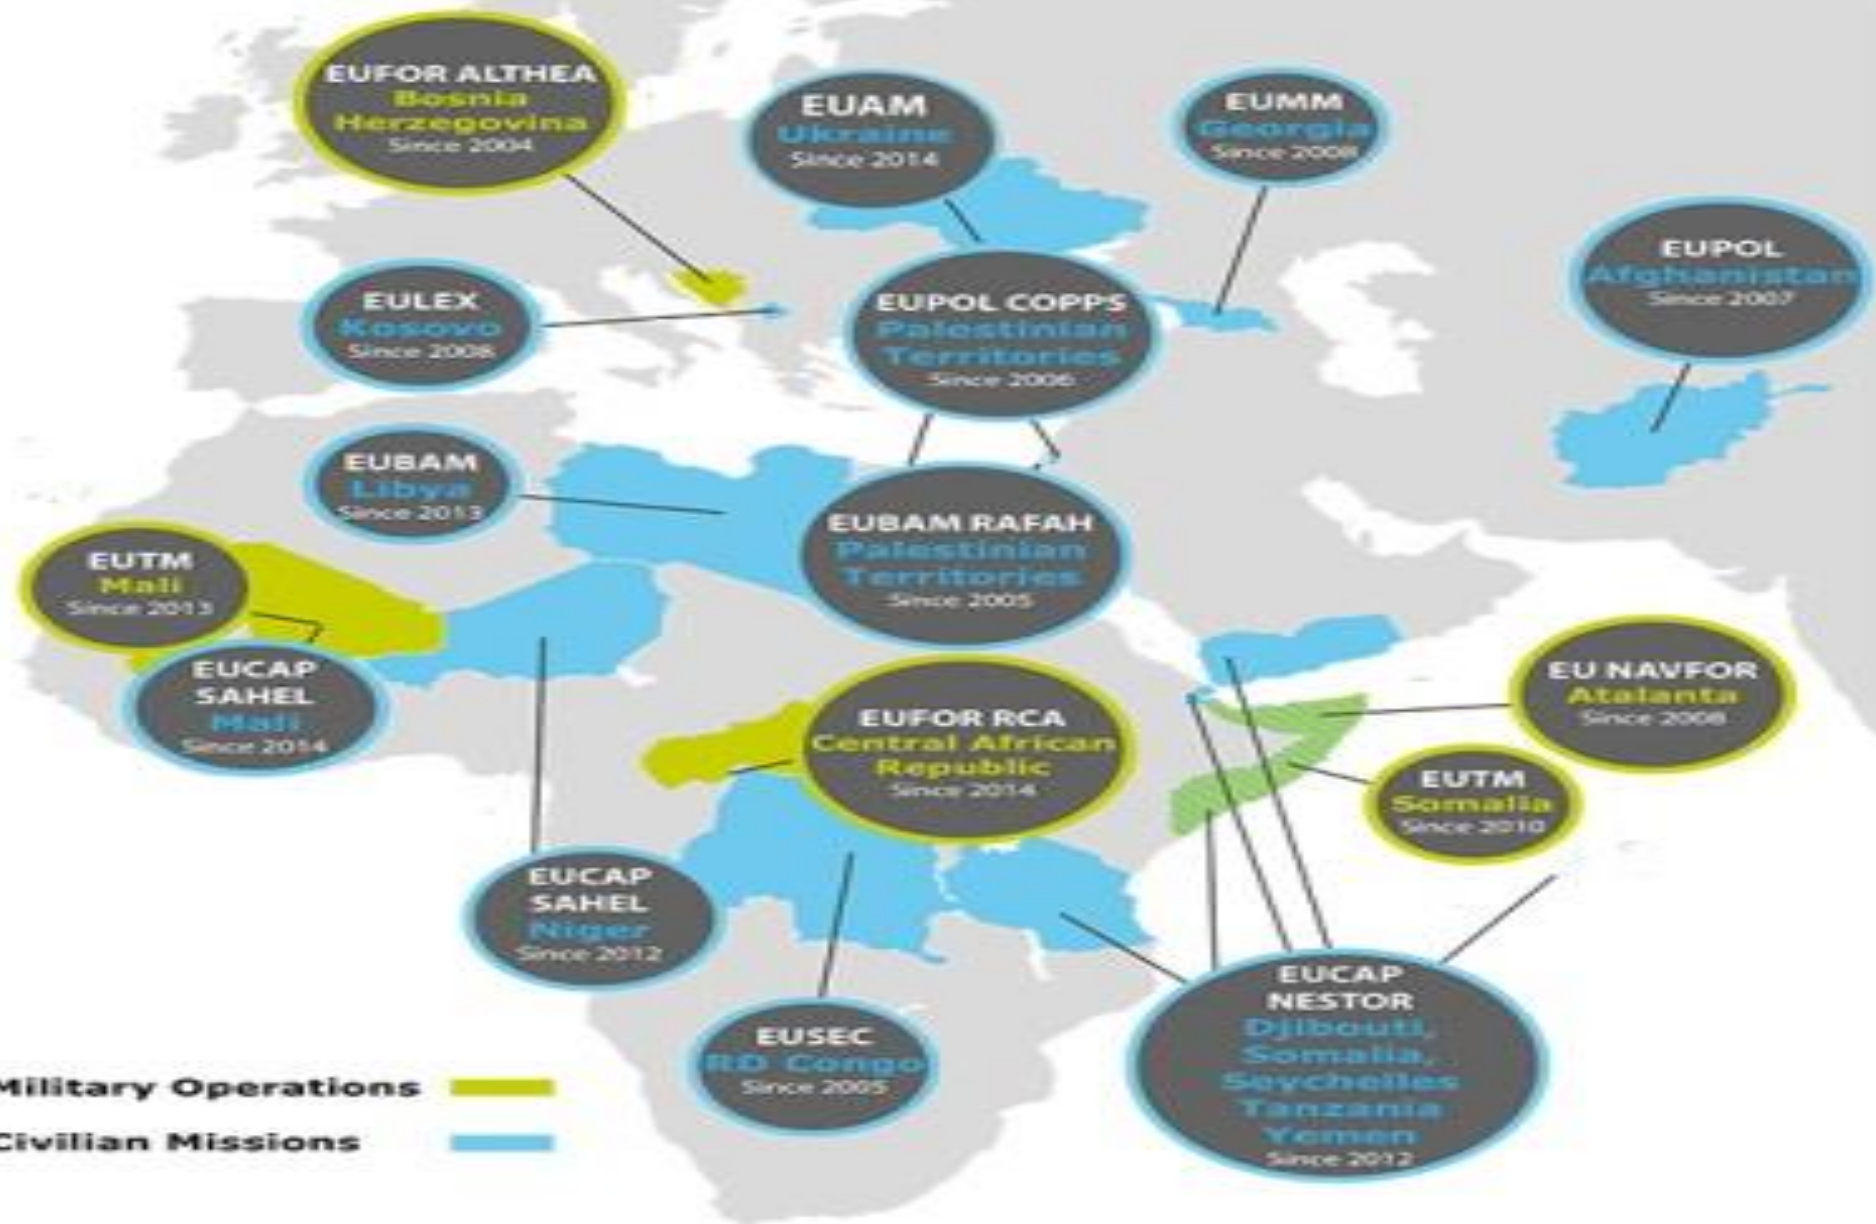 EUFOR ALTHEA
Bosnia
Herzegovina
Since 2004
EUAM
Ukraine
Since 2014
EUMM
Georgia
Since 2008
EUPOL
Afghanistan
Since 2007
EULEX
Kosovo
Since 2008
EUPOL COPPS
Palestinian
Territories
Since 2006
EUBAM
Libya
Since 2013
EUBAM RAFAH
Palestinian
Territories
Since 2005
EUTM
Mali
Since 2013
EUCAP
SAHEL
Mali
Since 2014
EUFOR RCA
Central African
Republic
Since 2014
EU NAVFOR
Atalanta
Since 2008
EUTM
Somalia
Since 2010
EUCAP
SAHEL
Niger
Since 2012
EUSEC
RD Congo
Since 2005
EUCAP
NESTOR
Djibouti,
Somalia,
Seychelles
Tanzania
Yemen
Since 2012
Military Operations
Civilian Missions